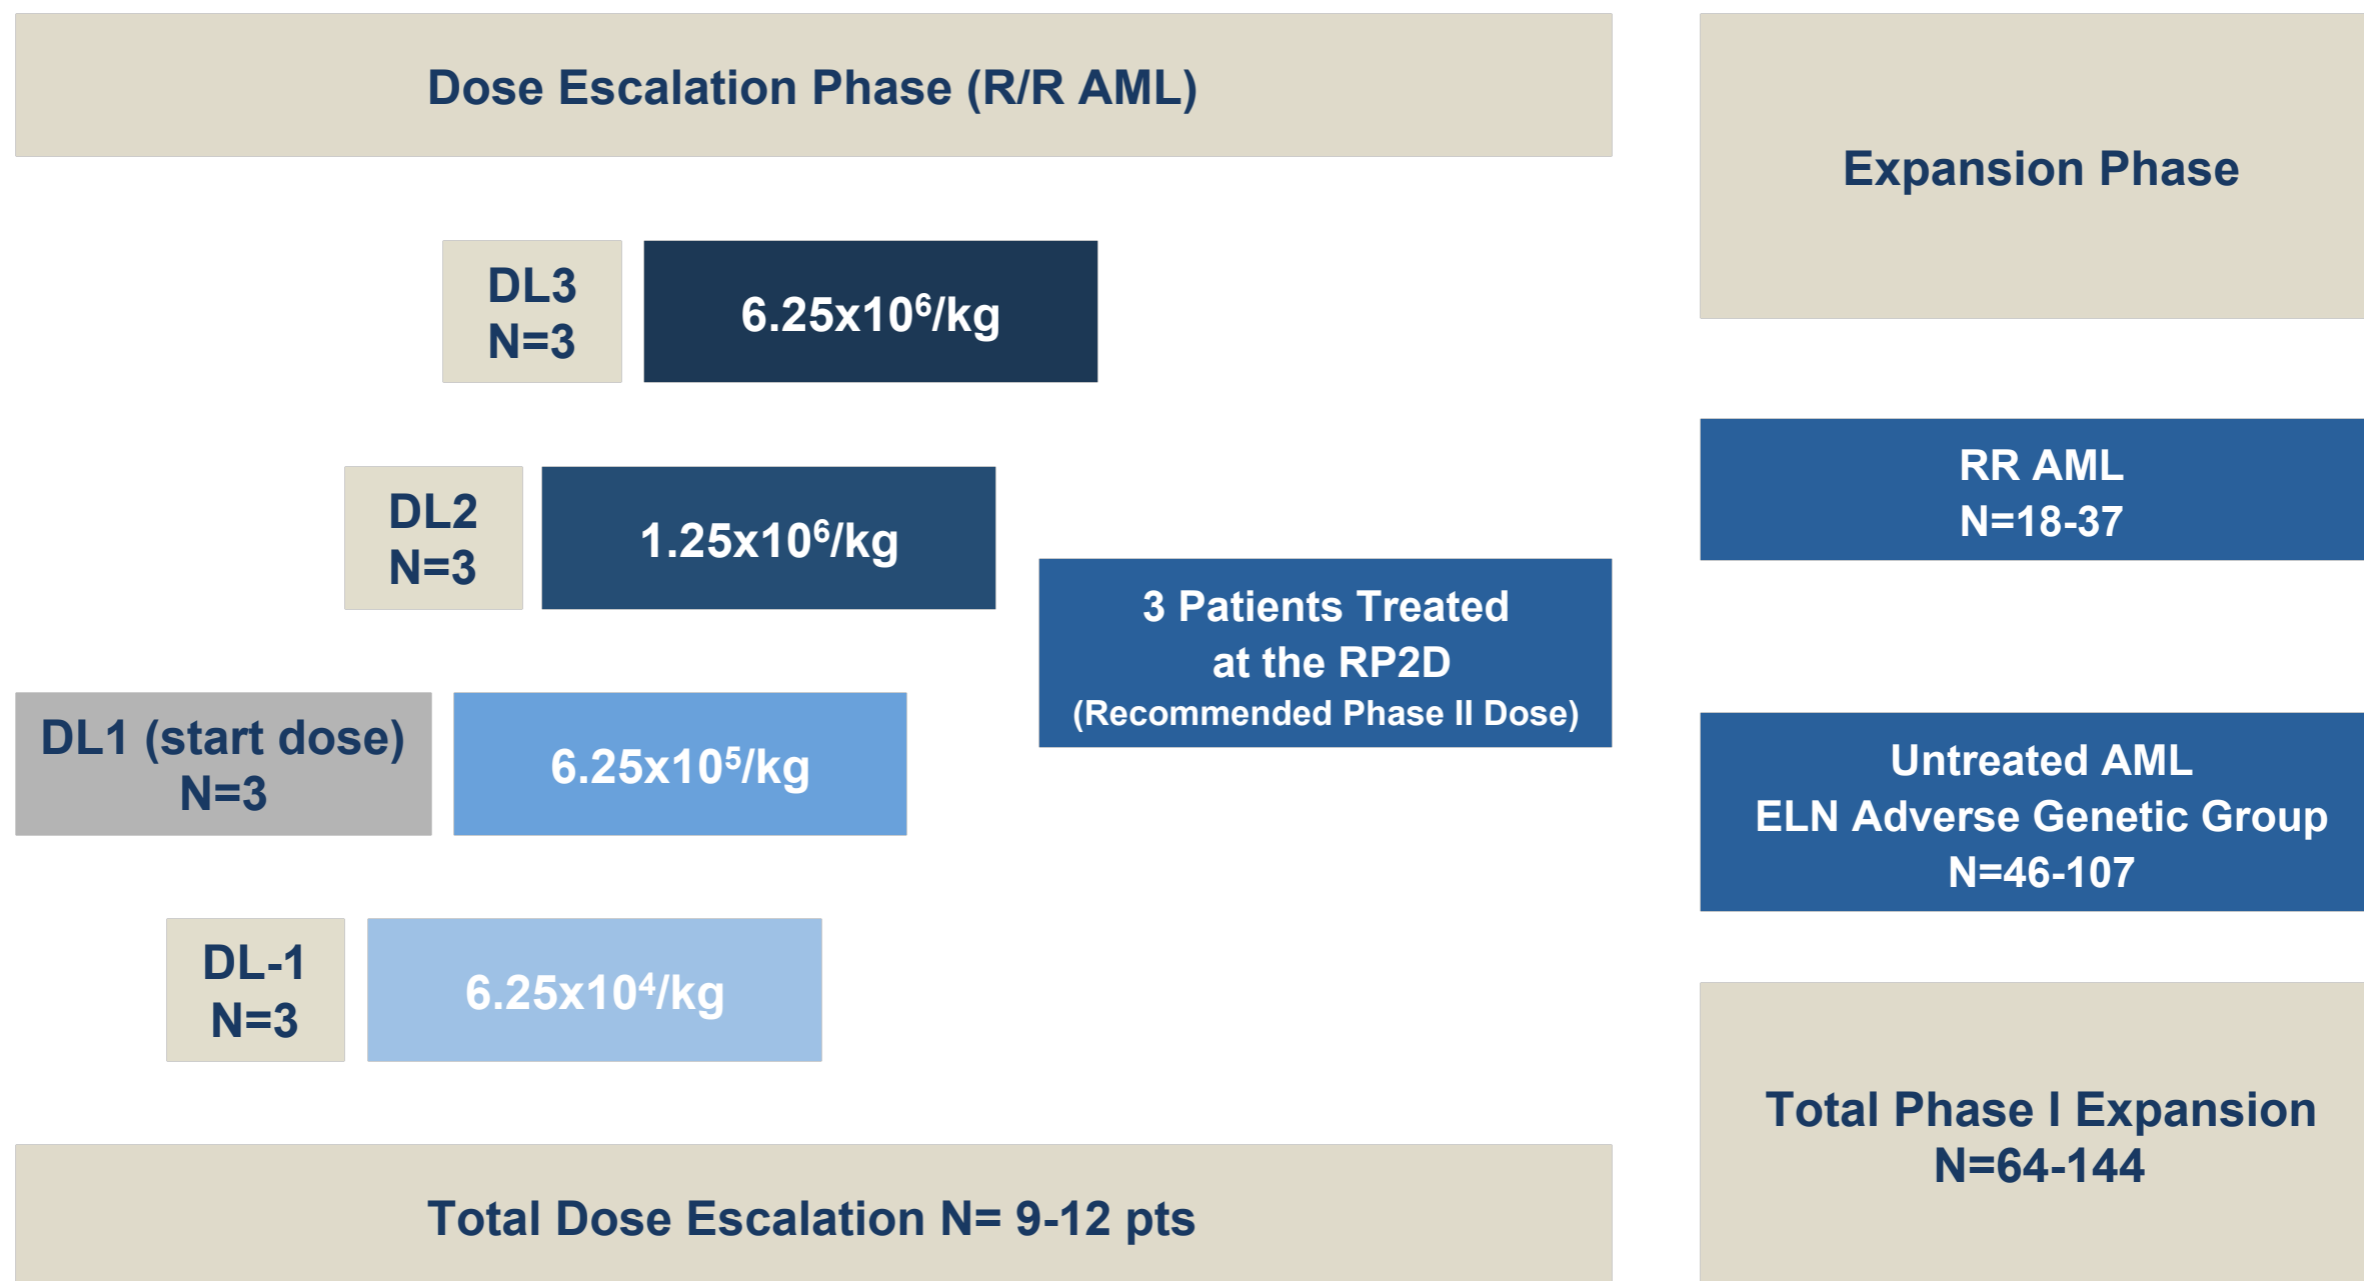 Dose Escalation Phase (R/R AML)
DL3
N=3
6.25x10⁶/kg
DL2
N=3
1.25x10⁶/kg
DL1 (start dose)
N=3
6.25x10⁵/kg
DL-1
N=3
6.25x10⁴/kg
3 Patients Treated
at the RP2D
(Recommended Phase II Dose)
Total Dose Escalation N= 9-12 pts
Expansion Phase
RR AML
N=18-37
Untreated AML
ELN Adverse Genetic Group
N=46-107
Total Phase I Expansion
N=64-144